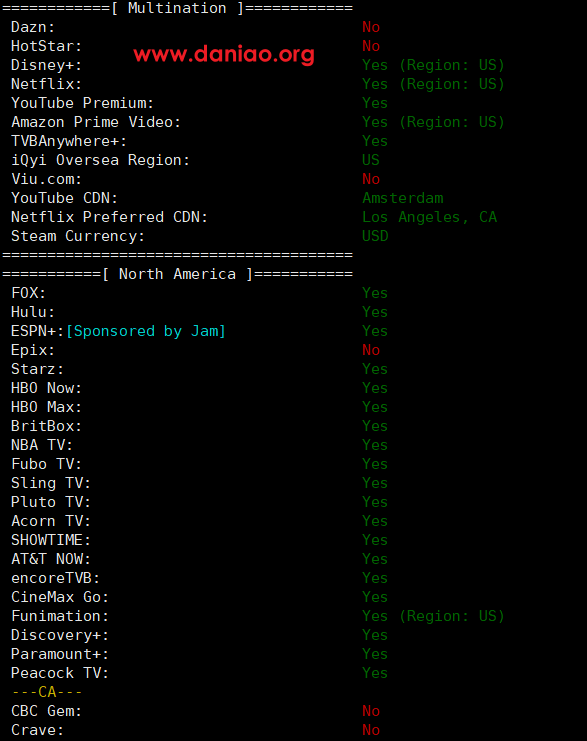 ============[ Multination ]============
Dazn: No
HotStar: No
www.daniao.org
Disney+: Yes (Region: US)
Netflix: Yes (Region: US)
YouTube Premium: Yes
Amazon Prime Video: Yes (Region: US)
TVBAnywhere+: Yes
iQyi Oversea Region: US
Viu.com: No
YouTube CDN: Amsterdam
Netflix Preferred CDN: Los Angeles, CA
Steam Currency: USD
=======================================
===========[ North America ]===========
FOX: Yes
Hulu: Yes
ESPN+:[Sponsored by Jam] Yes
Epix: No
Starz: Yes
HBO Now: Yes
HBO Max: Yes
BritBox: Yes
NBA TV: Yes
Fubo TV: Yes
Sling TV: Yes
Pluto TV: Yes
Acorn TV: Yes
SHOWTIME: Yes
AT&T NOW: Yes
encoreTVB: Yes
CineMax Go: Yes
Funimation: Yes (Region: US)
Discovery+: Yes
Paramount+: Yes
Peacock TV: Yes
---CA---
CBC Gem: No
Crave: No